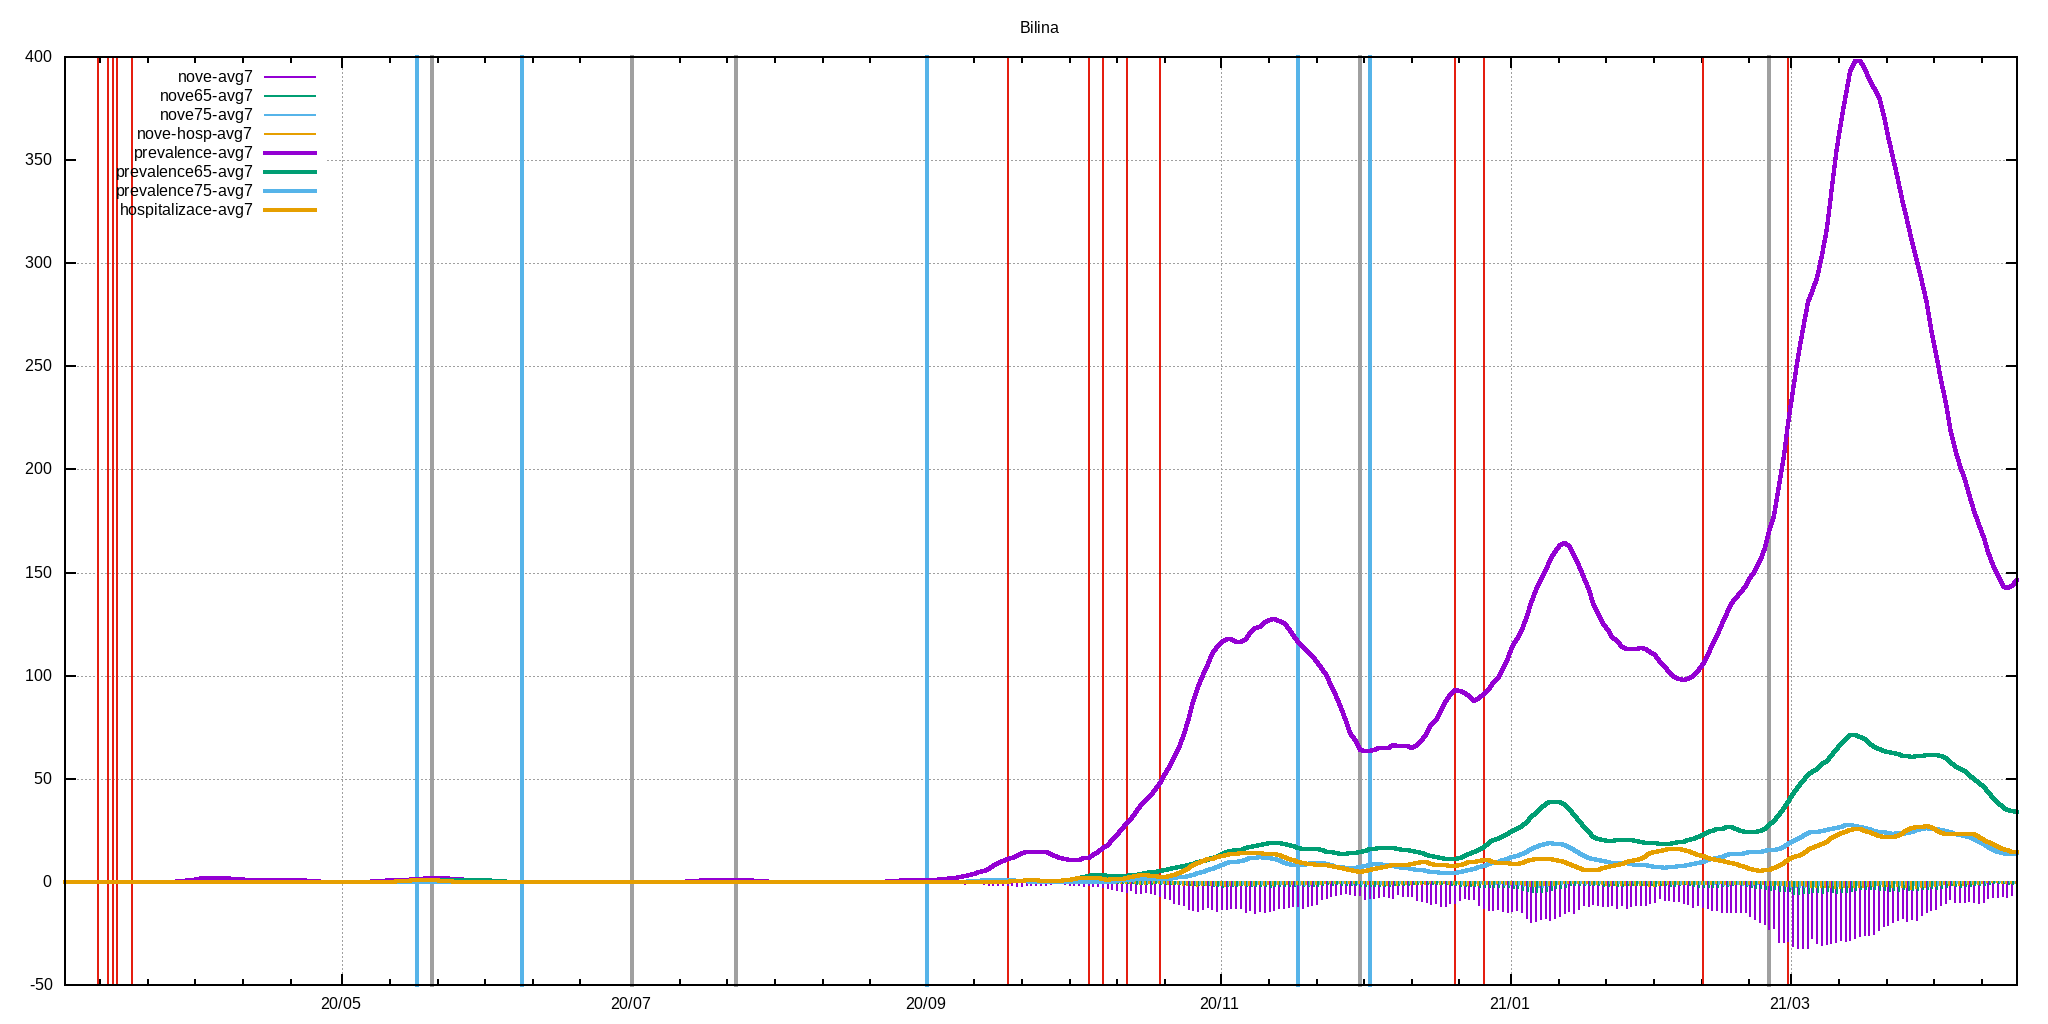 Bilina
400
350
300
250
200
150
100
50
0
-50
nove-avg7
nove65-avg7
nove75-avg7
nove-hosp-avg7
prevalence-avg7
prevalence65-avg7
prevalence75-avg7
hospitalizace-avg7
20/05 20/07 20/09 20/11 21/01 21/03